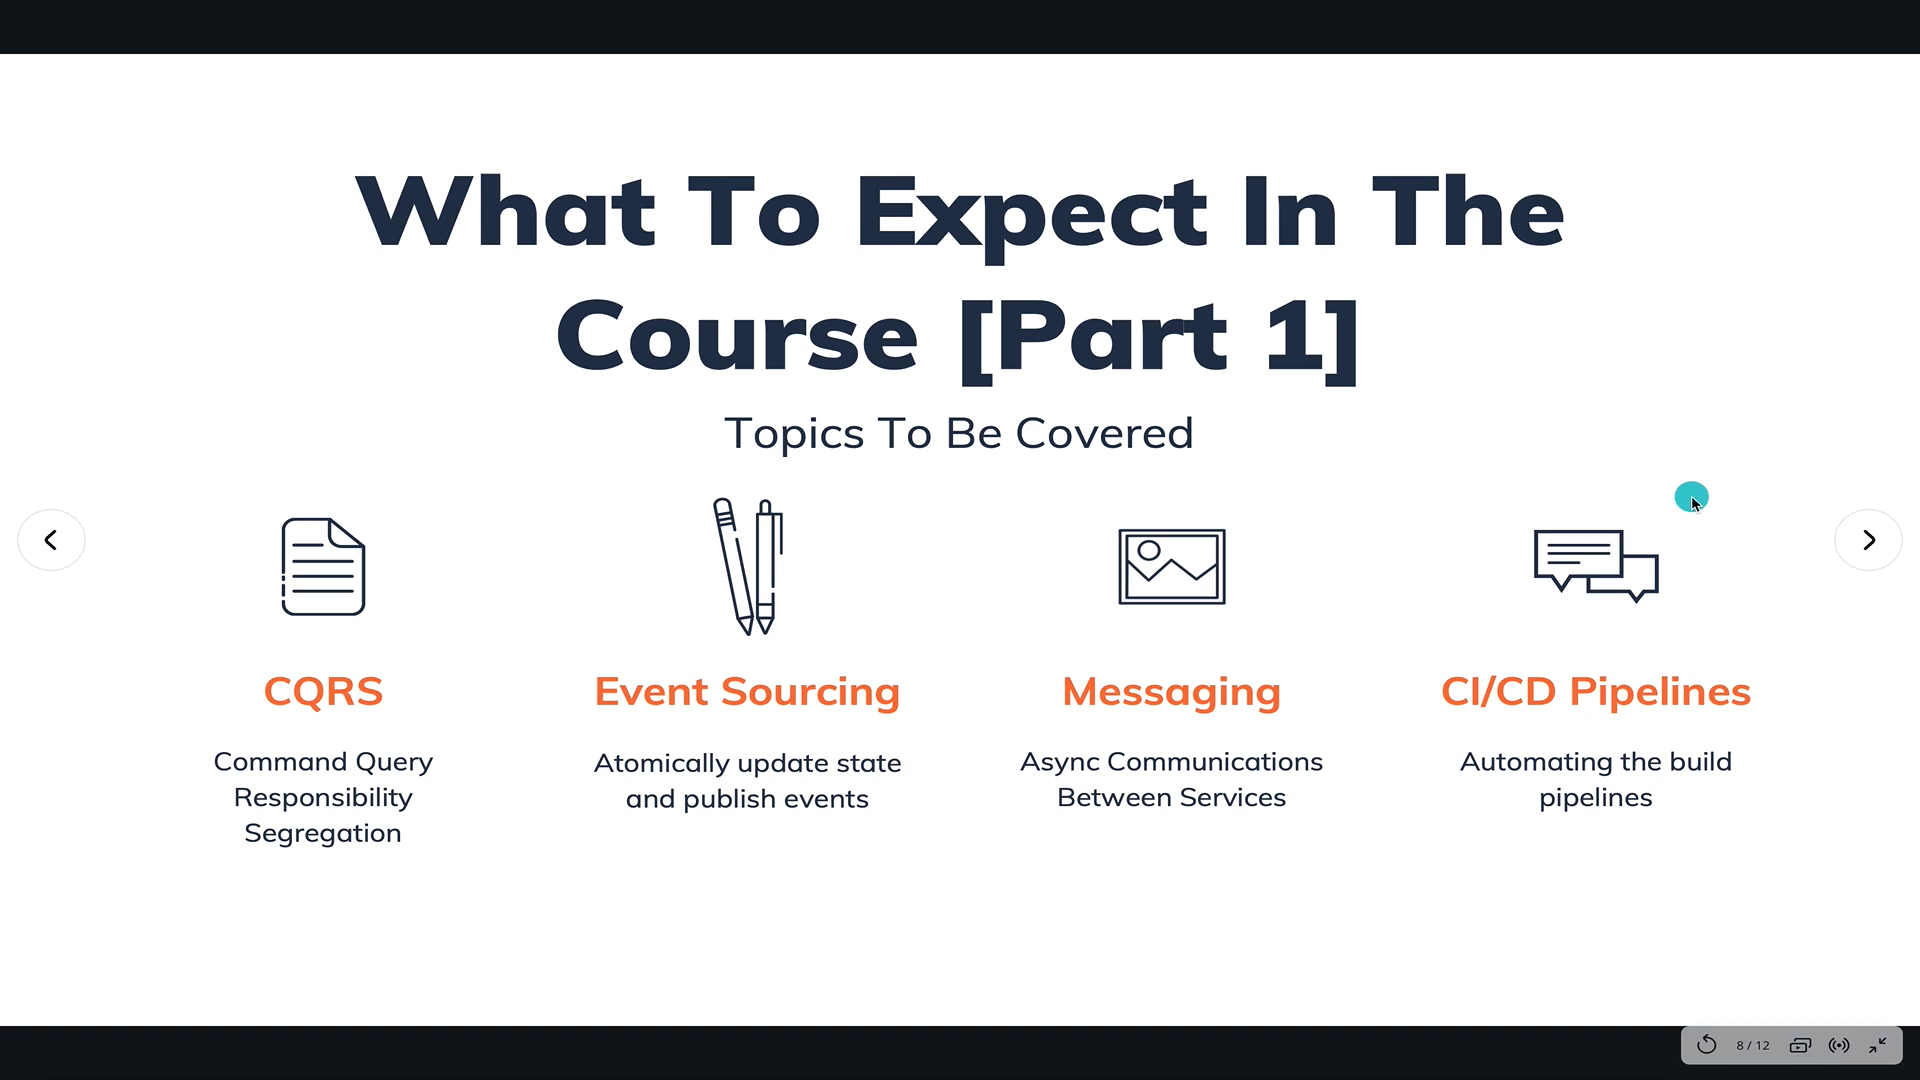 What To Expect In The
Course [Part 1]
Topics To Be Covered
CQRS
Command Query
Responsibility
Segregation
Event Sourcing
Atomically update state
and publish events
Messaging
Async Communications
Between Services
CI/CD Pipelines
Automating the build
pipelines
8 / 12